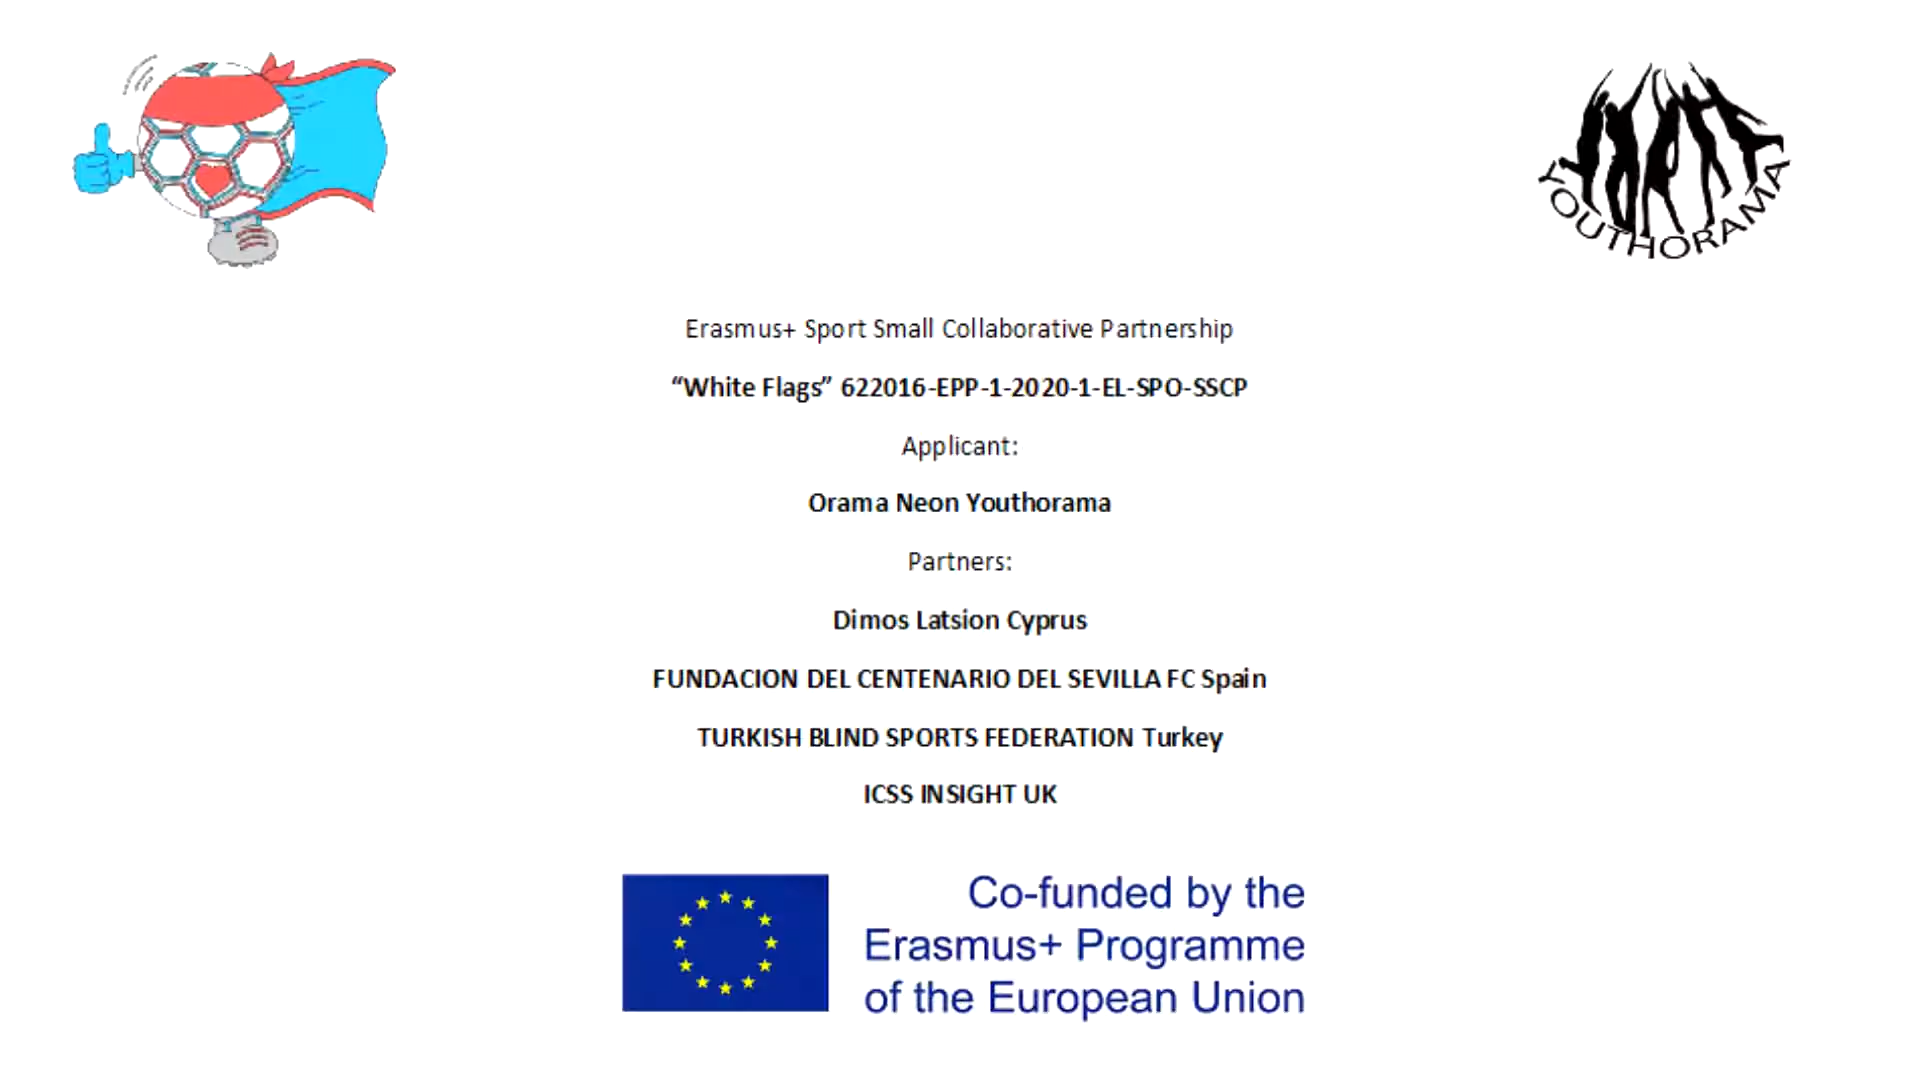 YOUTHORAMA
Erasmus+ Sport Small Collaborative Partnership
“White Flags” 622016-EPP-1-2020-1-EL-SPO-SSCP
Applicant:
Orama Neon Youthorama
Partners:
Dimos Latsion Cyprus
FUNDACION DEL CENTENARIO DEL SEVILLA FC Spain
TURKISH BLIND SPORTS FEDERATION Turkey
ICSS INSIGHT UK
Co-funded by the
Erasmus+ Programme
of the European Union